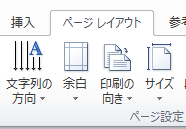 挿入 ページ レイアウト
文字列の方向 余白 印刷の向き サイズ
ページ設定